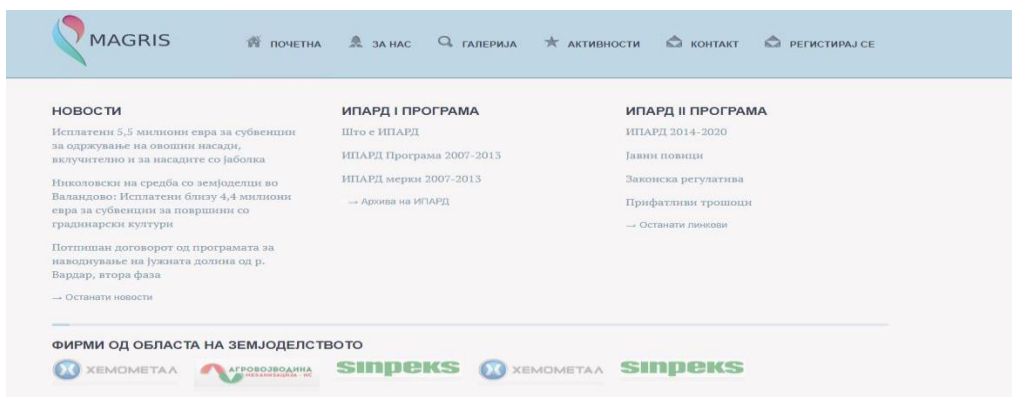 MAGRIS
ПОЧЕТНА
ЗА НАС
ГАЛЕРИЈА
АКТИВНОСТИ
КОНТАКТ
РЕГИСТИРАЈ СЕ
НОВОСТИ
Исплатени 5,5 милиони евра за субвенции
за одржување на овошни насади,
вклучително и за насадите со јаболка
Николовски на средба со земјоделци во
Валандово: Исплатени близу 4,4 милиони
евра за субвенции за површини со
градинарски култури
Потпишан договорот од програмата за
наводнување на јужната долина од р.
Вардар, втора фаза
→ Останати новости
ИПАРД I ПРОГРАМА
Што е ИПАРД
ИПАРД Програма 2007-2013
ИПАРД мерки 2007-2013
→ Архива на ИПАРД
ИПАРД II ПРОГРАМА
ИПАРД 2014-2020
Јавни повици
Законска регулатива
Прифатливи трошоци
→ Останати линкови
ФИРМИ ОД ОБЛАСТА НА ЗЕМЈОДЕЛСТВОТО
ХЕМОМЕТАЛ
АГРОВОЈВОДИНА
МЕХАНИЗАЦИЈА - НС
sinpeks
ХЕМОМЕТАЛ
sinpeks